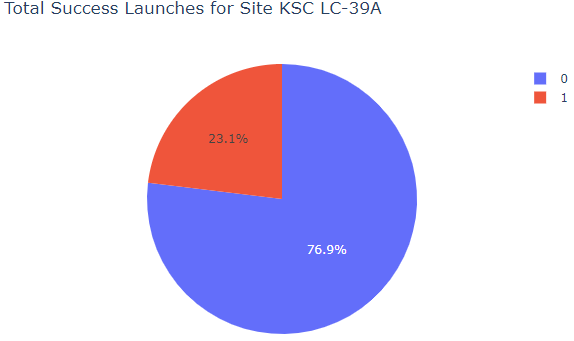 Total Success Launches for Site KSC LC-39A
0
1
23.1%
76.9%